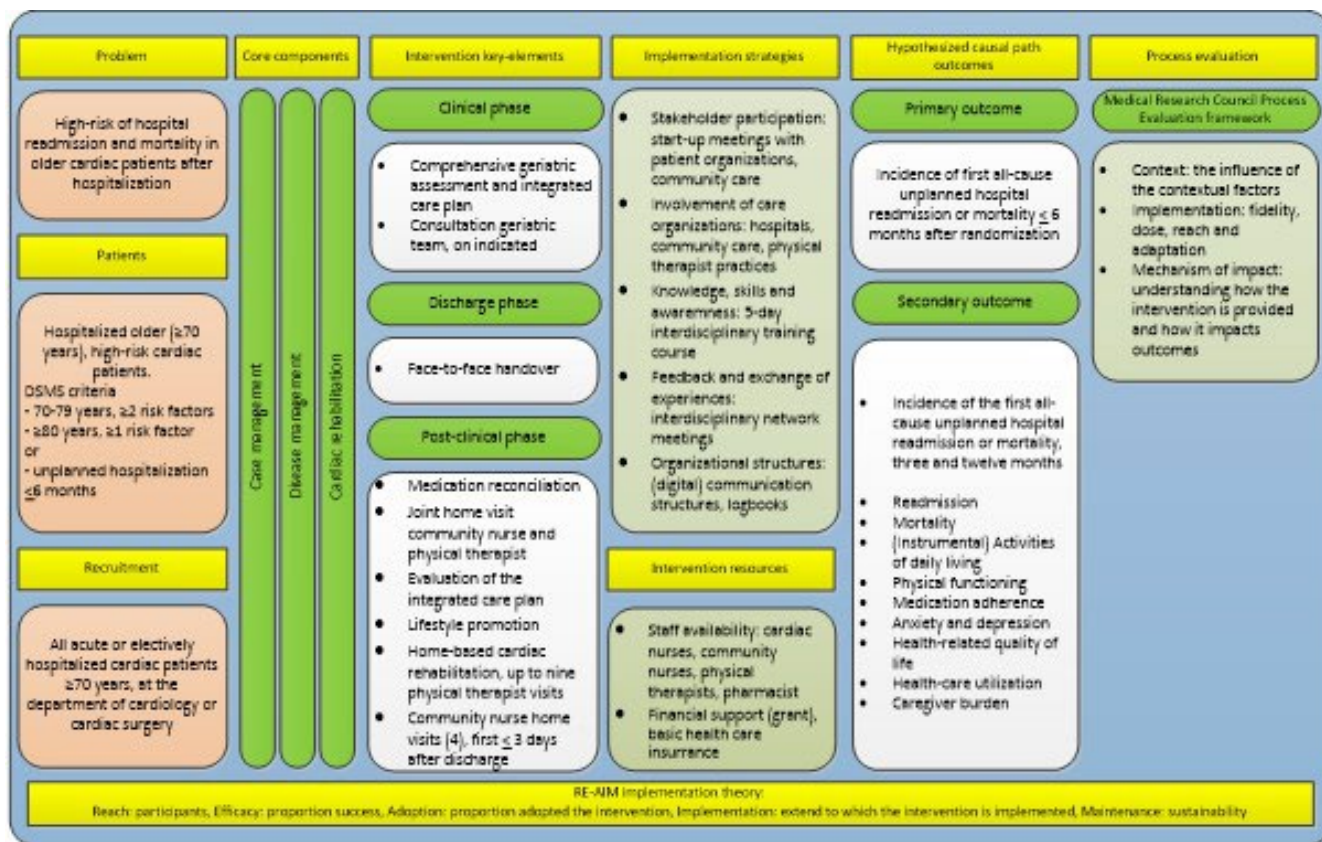 Problem
High-risk of hospital
readmission and mortality in
older cardiac patients after
hospitalization
Patients
Hospitalized older (≥70
years), high-risk cardiac
patients.
DSMS criteria
- 70-79 years, ≥2 risk factors
- ≥80 years, ≥1 risk factor
or
- unplanned hospitalization
≤6 months
Recruitment
All acute or electively
hospitalized cardiac patients
≥70 years, at the
department of cardiology or
cardiac surgery
Core components
Case management
Disease management
Cardiac rehabilitation
Intervention key-elements
Clinical phase
• Comprehensive geriatric
assessment and integrated
care plan
• Consultation geriatric
team, on indicated
Discharge phase
• Face-to-face handover
Post-clinical phase
• Medication reconciliation
• Joint home visit
community nurse and
physical therapist
• Evaluation of the
integrated care plan
• Lifestyle promotion
• Home-based cardiac
rehabilitation, up to nine
physical therapist visits
• Community nurse home
visits (4), first ≤ 3 days
after discharge
Implementation strategies
• Stakeholder participation:
start-up meetings with
patient organizations,
community care
• Involvement of care
organizations: hospitals,
community care, physical
therapist practices
• Knowledge, skills and
awaremness: 5-day
interdisciplinary training
course
• Feedback and exchange of
experiences:
interdisciplinary network
meetings
• Organizational structures:
(digital) communication
structures, logbooks
Intervention resources
• Staff availability: cardiac
nurses, community
nurses, physical
therapists, pharmacist
• Financial support (grant),
basic health care
insurrance
Hypothesized causal path
outcomes
Primary outcome
Incidence of first all-cause
unplanned hospital
readmission or mortality ≤ 6
months after randomization
Secondary outcome
• Incidence of the first all-
cause unplanned hospital
readmission or mortality,
three and twelve months
• Readmission
• Mortality
• (Instrumental) Activities
of daily living
• Physical functioning
• Medication adherence
• Anxiety and depression
• Health-related quality of
life
• Health-care utilization
• Caregiver burden
Process evaluation
Medical Research Council Process
Evaluation framework
• Context: the influence of
the contextual factors
• Implementation: fidelity,
dose, reach and
adaptation
• Mechanism of impact:
understanding how the
intervention is provided
and how it impacts
outcomes
RE-AIM implementation theory:
Reach: participants, Efficacy: proportion success, Adoption: proportion adopted the intervention, Implementation: extend to which the intervention is implemented, Maintenance: sustainability